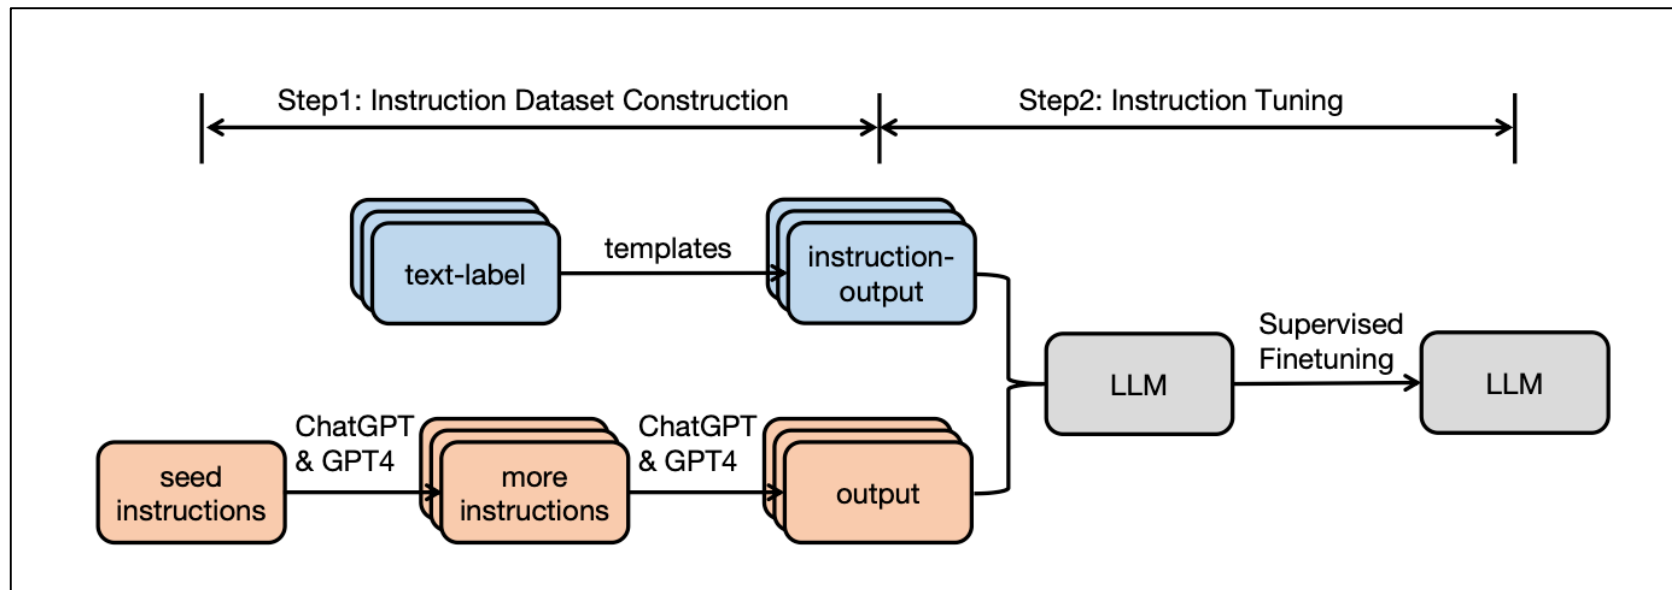 Step1: Instruction Dataset Construction
Step2: Instruction Tuning
text-label
templates
instruction-
output
Supervised
Finetuning
LLM
LLM
seed
instructions
ChatGPT
& GPT4
more
instructions
ChatGPT
& GPT4
output